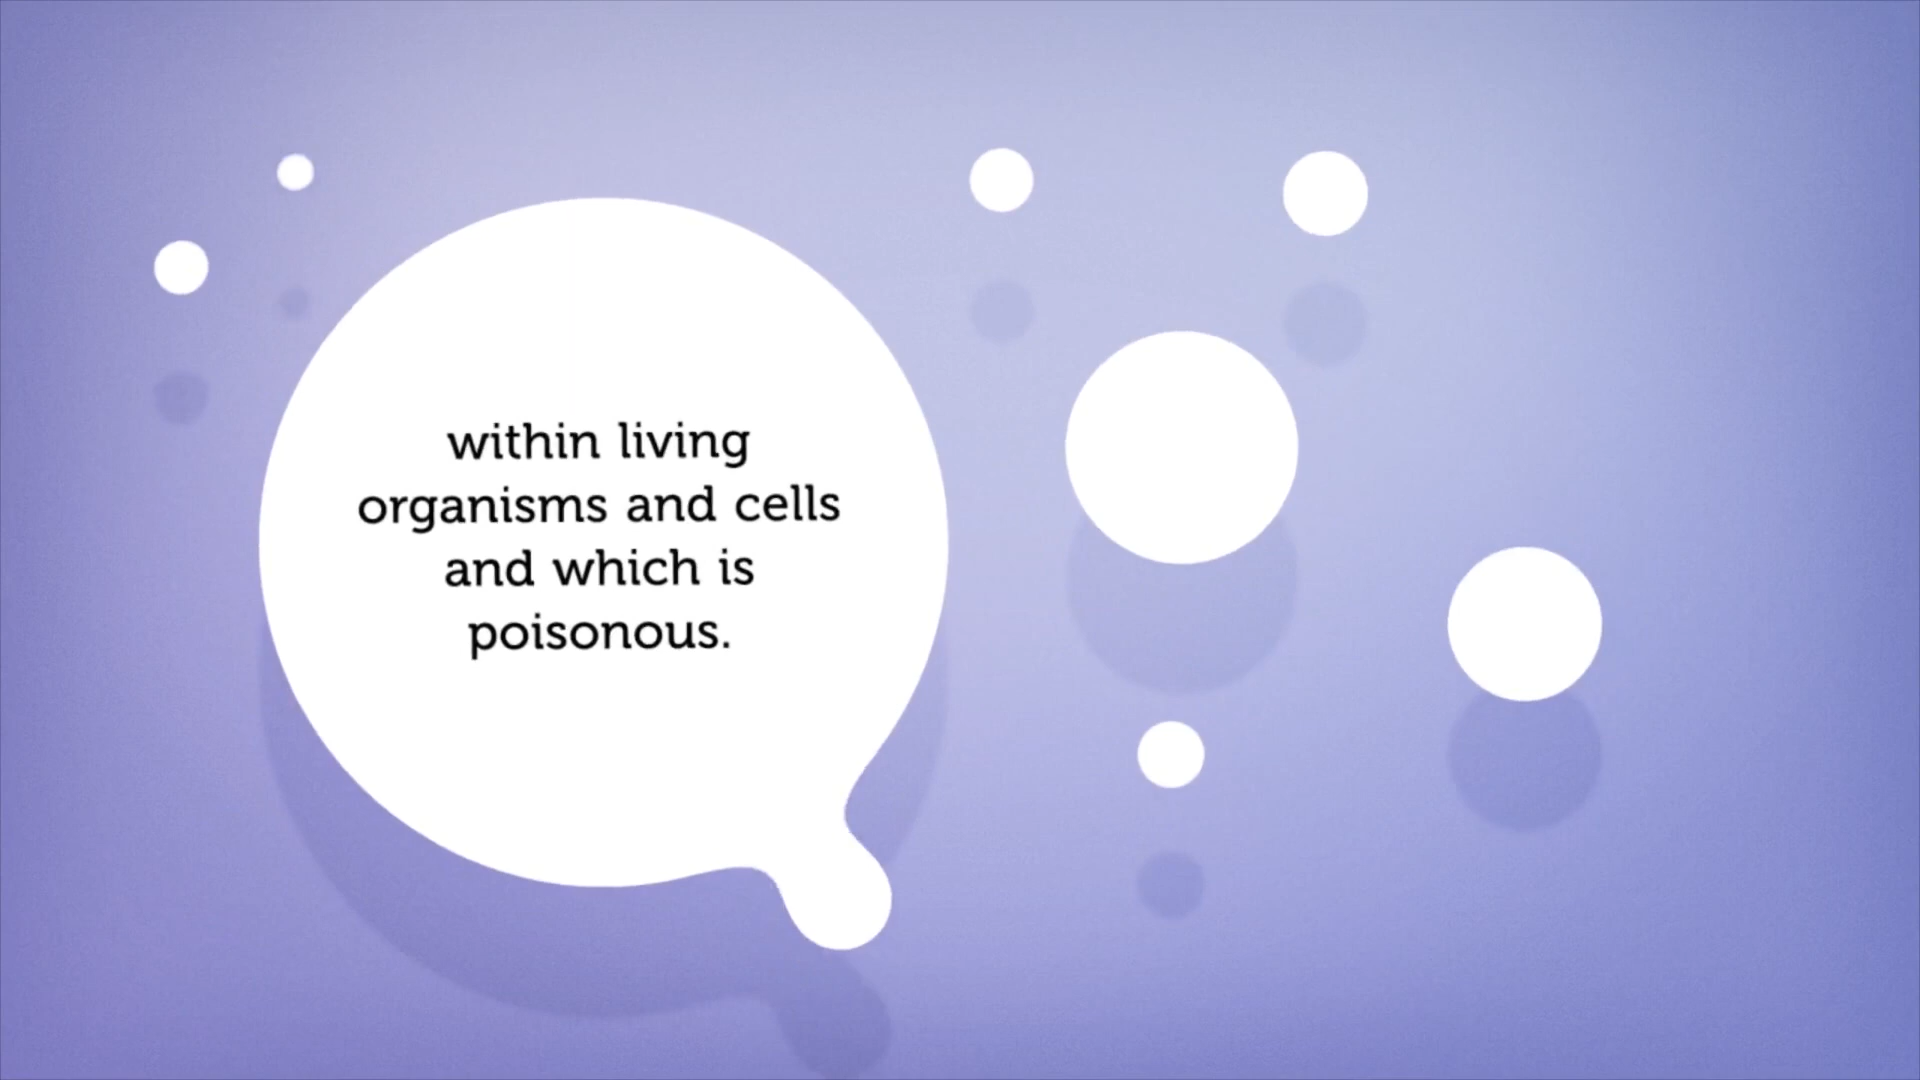 within living
organisms and cells
and which is
poisonous.